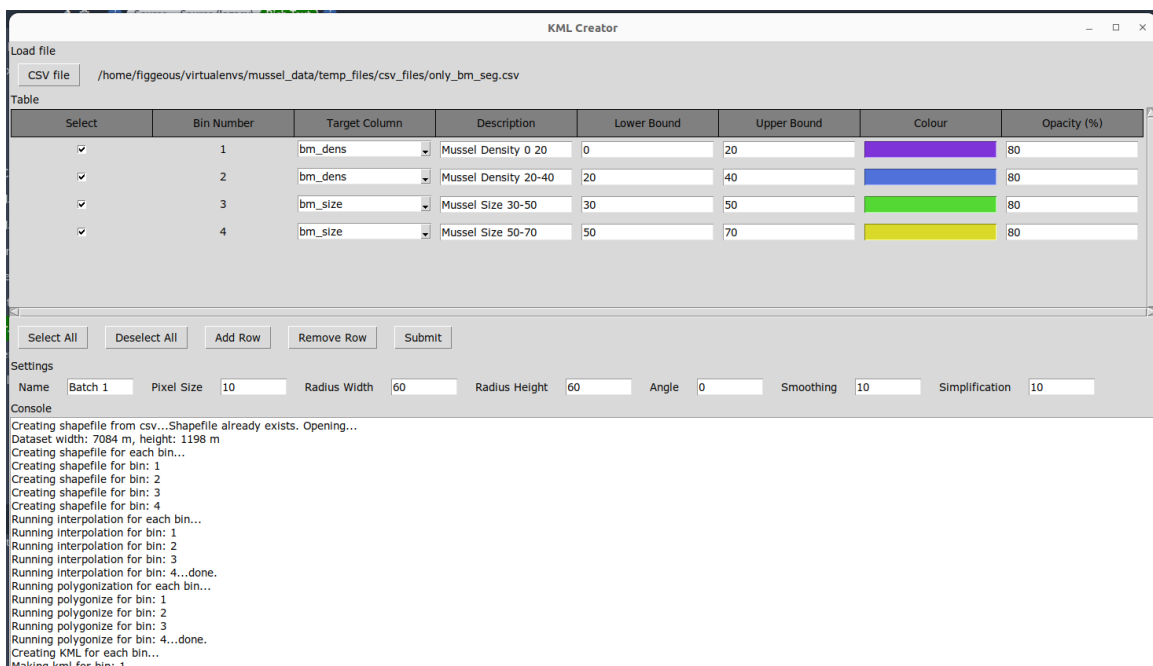 KML Creator
Load file
CSV file /home/figgeous/virtualenvs/mussel_data/temp_files/csv_files/only_bm_seg.csv
Table
Select Bin Number Target Column Description Lower Bound Upper Bound Colour Opacity (%)
1 bm_dens Mussel Density 0 20 0 20 80
2 bm_dens Mussel Density 20-40 20 40 80
3 bm_size Mussel Size 30-50 30 50 80
4 bm_size Mussel Size 50-70 50 70 80
Select All Deselect All Add Row Remove Row Submit
Settings
Name Batch 1 Pixel Size 10 Radius Width 60 Radius Height 60 Angle 0 Smoothing 10 Simplification 10
Console
Creating shapefile from csv...Shapefile already exists. Opening...
Dataset width: 7084 m, height: 1198 m
Creating shapefile for each bin...
Creating shapefile for bin: 1
Creating shapefile for bin: 2
Creating shapefile for bin: 3
Creating shapefile for bin: 4
Running interpolation for each bin...
Running interpolation for bin: 1
Running interpolation for bin: 2
Running interpolation for bin: 3
Running interpolation for bin: 4...done.
Running polygonization for each bin...
Running polygonize for bin: 1
Running polygonize for bin: 2
Running polygonize for bin: 3
Running polygonize for bin: 4...done.
Creating KML for each bin...
Making kml for bin: 1